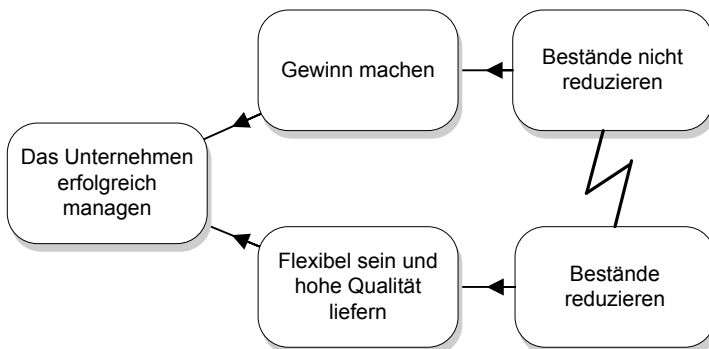 Gewinn machen
Bestände nicht
reduzieren
Das Unternehmen
erfolgreich
managen
Flexibel sein und
hohe Qualität
liefern
Bestände
reduzieren